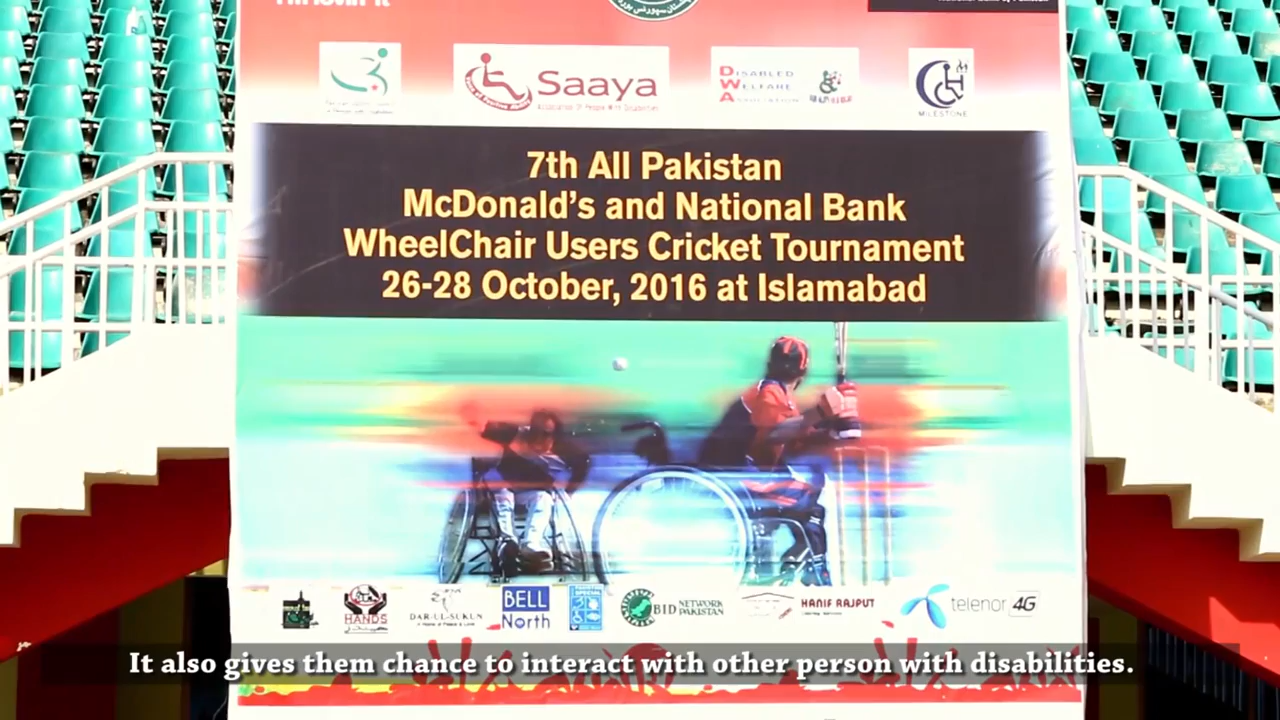 Saaya
DISABLED
WELFARE
ASSOCIATION
MILESTONE
7th All Pakistan
McDonald's and National Bank
WheelChair Users Cricket Tournament
26-28 October, 2016 at Islamabad
HANDS
DAR-UL-SUKUN
BELL
North
SPECIAL
BID NETWORK
PAKISTAN
HANIF RAJPUT
telenor 4G
It also gives them chance to interact with other person with disabilities.